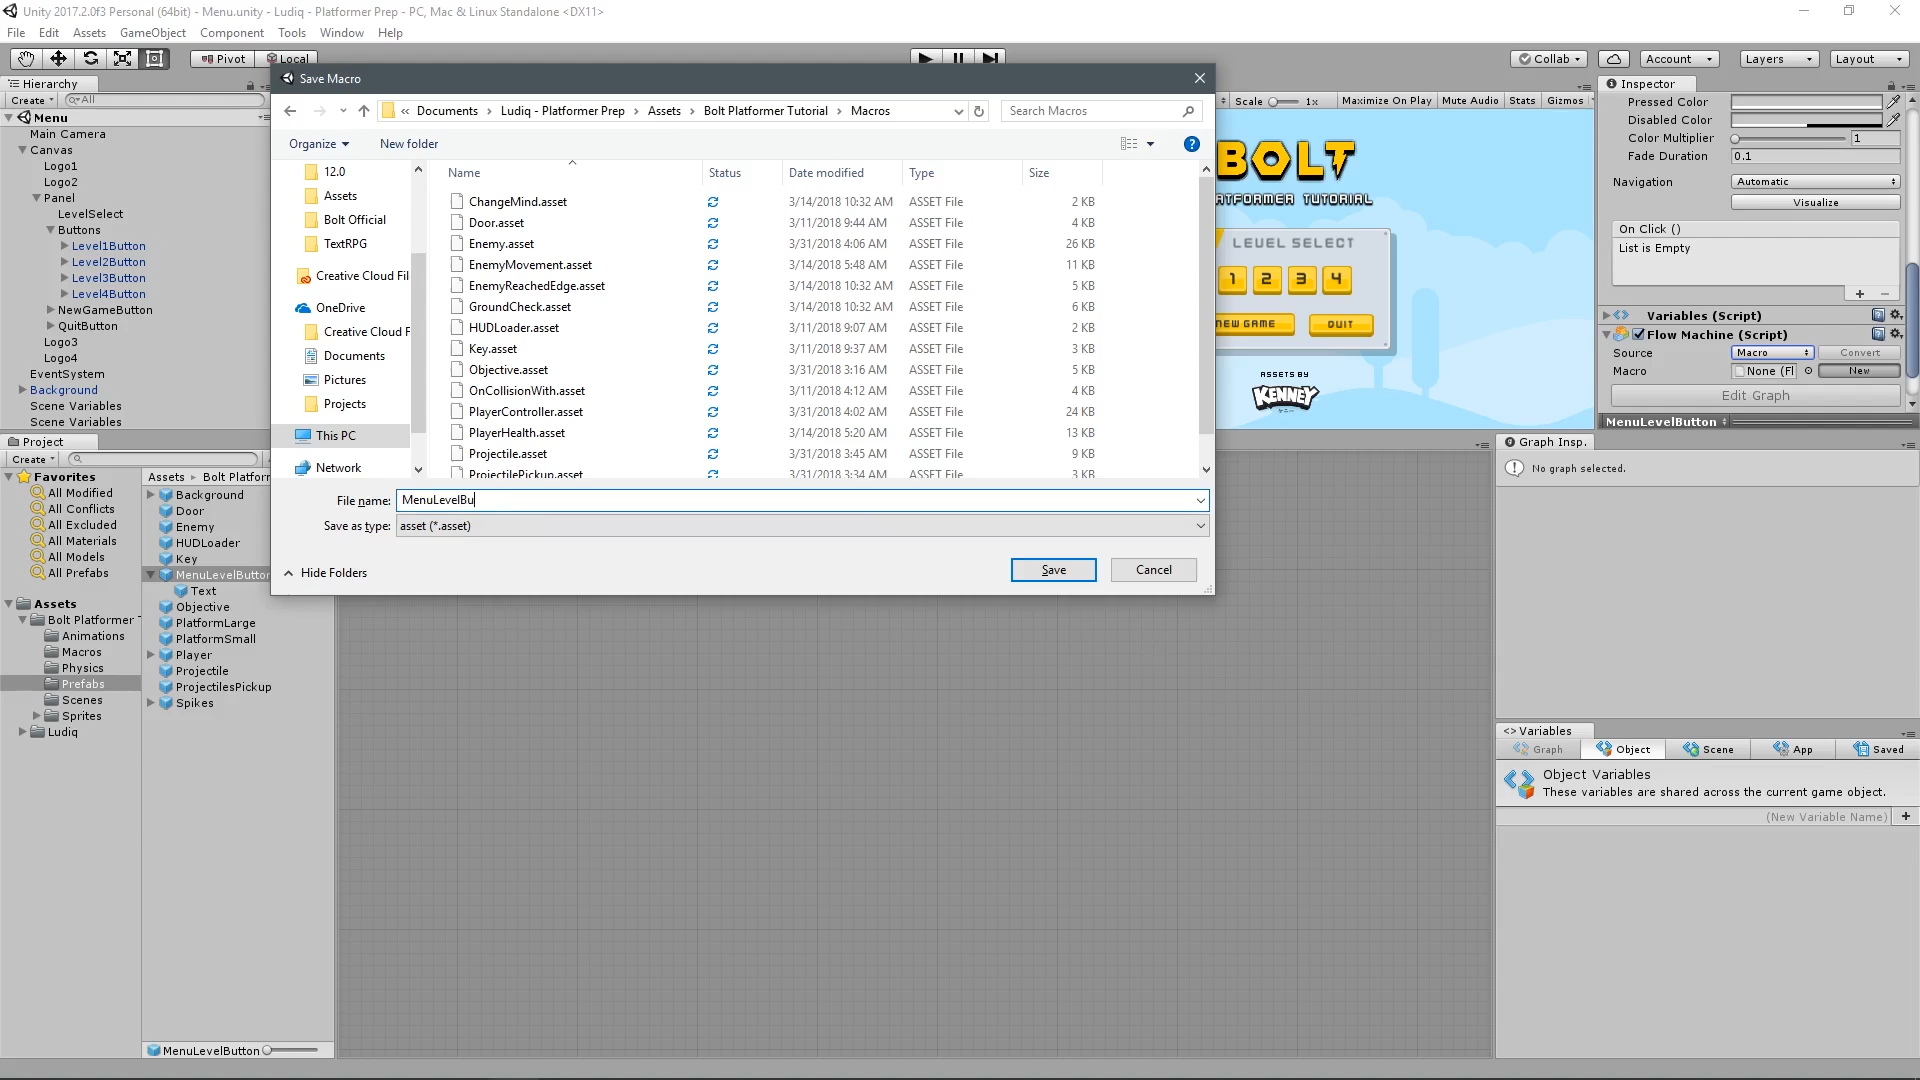 Unity 2017.2.0f3 Personal (64bit) - Menu.unity - Ludiq - Platformer Prep - PC, Mac & Linux Standalone <DX11>
File Edit Assets GameObject Component Tools Window Help
Pivot Local
Collab Account Layers Layout
Hierarchy
Create All
Menu
Main Camera
Canvas
Logo1
Logo2
Panel
LevelSelect
Buttons
Level1Button
Level2Button
Level3Button
Level4Button
NewGameButton
QuitButton
Logo3
Logo4
EventSystem
Background
Scene Variables
Scene Variables
Save Macro
« Documents › Ludiq - Platformer Prep › Assets › Bolt Platformer Tutorial › Macros
Search Macros
Organize New folder
12.0
Assets
Bolt Official
TextRPG
Creative Cloud Fil
OneDrive
Creative Cloud F
Documents
Pictures
Projects
This PC
Network
Name Status Date modified Type Size
ChangeMind.asset 3/14/2018 10:32 AM ASSET File 2 KB
Door.asset 3/11/2018 9:44 AM ASSET File 4 KB
Enemy.asset 3/31/2018 4:06 AM ASSET File 26 KB
EnemyMovement.asset 3/14/2018 5:48 AM ASSET File 11 KB
EnemyReachedEdge.asset 3/14/2018 10:32 AM ASSET File 5 KB
GroundCheck.asset 3/14/2018 10:32 AM ASSET File 6 KB
HUDLoader.asset 3/11/2018 9:07 AM ASSET File 2 KB
Key.asset 3/11/2018 9:37 AM ASSET File 3 KB
Objective.asset 3/31/2018 3:16 AM ASSET File 5 KB
OnCollisionWith.asset 3/11/2018 4:12 AM ASSET File 4 KB
PlayerController.asset 3/31/2018 4:02 AM ASSET File 24 KB
PlayerHealth.asset 3/14/2018 5:20 AM ASSET File 13 KB
Projectile.asset 3/31/2018 3:45 AM ASSET File 9 KB
ProjectilePickup.asset 3/31/2018 3:34 AM ASSET File 3 KB
File name: MenuLevelBu
Save as type: asset (*.asset)
Hide Folders
Save Cancel
Scale 1x Maximize On Play Mute Audio Stats Gizmos
BOLT
ATFORMER TUTORIAL
LEVEL SELECT
1 2 3 4
NEW GAME QUIT
ASSETS BY
KENNEY
Inspector
Pressed Color
Disabled Color
Color Multiplier 1
Fade Duration 0.1
Navigation Automatic
Visualize
On Click ()
List is Empty
Variables (Script)
Flow Machine (Script)
Source Macro Convert
Macro None (Fl New
Edit Graph
MenuLevelButton
Project
Create
Favorites
All Modified
All Conflicts
All Excluded
All Materials
All Models
All Prefabs
Assets
Bolt Platformer T
Animations
Macros
Physics
Prefabs
Scenes
Sprites
Ludiq
Assets ▸ Bolt Platform
Background
Door
Enemy
HUDLoader
Key
MenuLevelButton
Text
Objective
PlatformLarge
PlatformSmall
Player
Projectile
ProjectilesPickup
Spikes
MenuLevelButton
Graph Insp.
No graph selected.
<> Variables
Graph Object Scene App Saved
Object Variables
These variables are shared across the current game object.
(New Variable Name) +